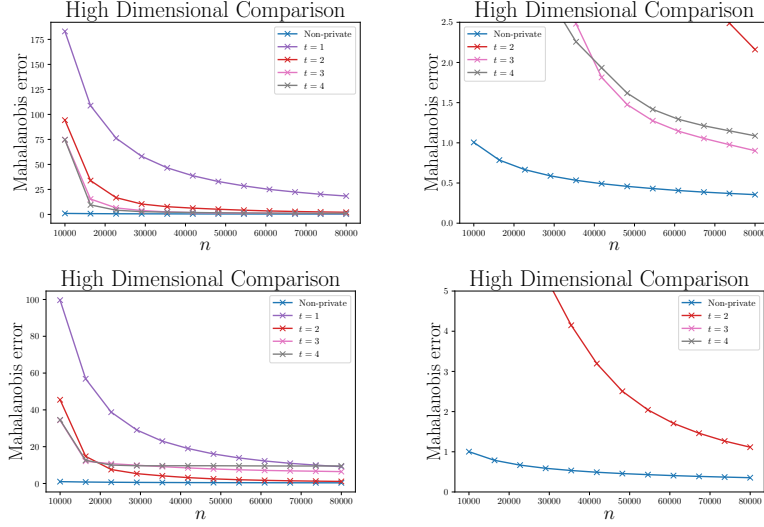 High Dimensional Comparison
Mahalanobis error
175
150
125
100
75
50
25
0
10000 20000 30000 40000 50000 60000 70000 80000
n
Non-private
t = 1
t = 2
t = 3
t = 4
High Dimensional Comparison
Mahalanobis error
2.5
2.0
1.5
1.0
0.5
0.0
10000 20000 30000 40000 50000 60000 70000 80000
n
Non-private
t = 2
t = 3
t = 4
High Dimensional Comparison
Mahalanobis error
100
80
60
40
20
0
10000 20000 30000 40000 50000 60000 70000 80000
n
Non-private
t = 1
t = 2
t = 3
t = 4
High Dimensional Comparison
Mahalanobis error
5
4
3
2
1
0
10000 20000 30000 40000 50000 60000 70000 80000
n
Non-private
t = 2
t = 3
t = 4